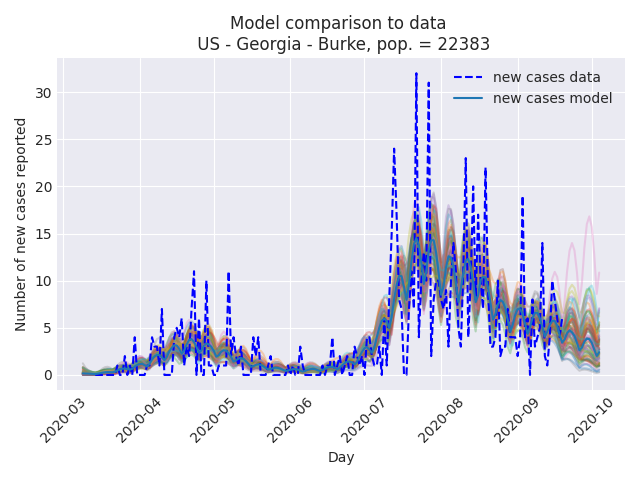 Model comparison to data
US - Georgia - Burke, pop. = 22383
new cases data
new cases model
Number of new cases reported
30
25
20
15
10
5
0
2020-03
2020-04
2020-05
2020-06
2020-07
2020-08
2020-09
2020-10
Day